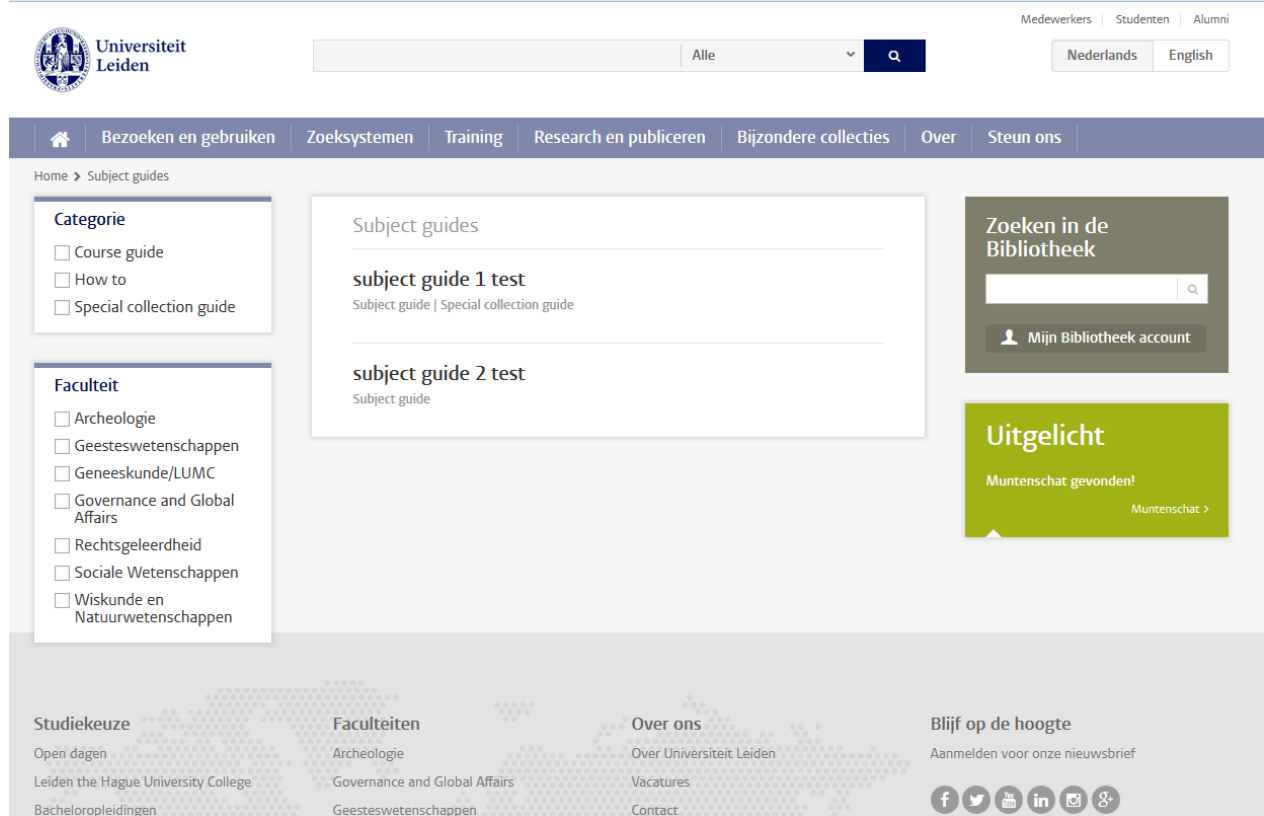 Medewerkers
Studenten
Alumni
Universiteit
Leiden
Alle
Nederlands
English
Bezoeken en gebruiken
Zoeksystemen
Training
Research en publiceren
Bijzondere collecties
Over
Steun ons
Home > Subject guides
Categorie
Course guide
How to
Special collection guide
Faculteit
Archeologie
Geesteswetenschappen
Geneeskunde/LUMC
Governance and Global
Affairs
Rechtsgeleerdheid
Sociale Wetenschappen
Wiskunde en
Natuurwetenschappen
Subject guides
subject guide 1 test
Subject guide | Special collection guide
subject guide 2 test
Subject guide
Zoeken in de
Bibliotheek
Mijn Bibliotheek account
Uitgelicht
Muntenschat gevonden!
Muntenschat >
Studiekeuze
Open dagen
Leiden the Hague University College
Bacheloropleidingen
Faculteiten
Archeologie
Governance and Global Affairs
Geesteswetenschappen
Over ons
Over Universiteit Leiden
Vacatures
Contact
Blijf op de hoogte
Aanmelden voor onze nieuwsbrief